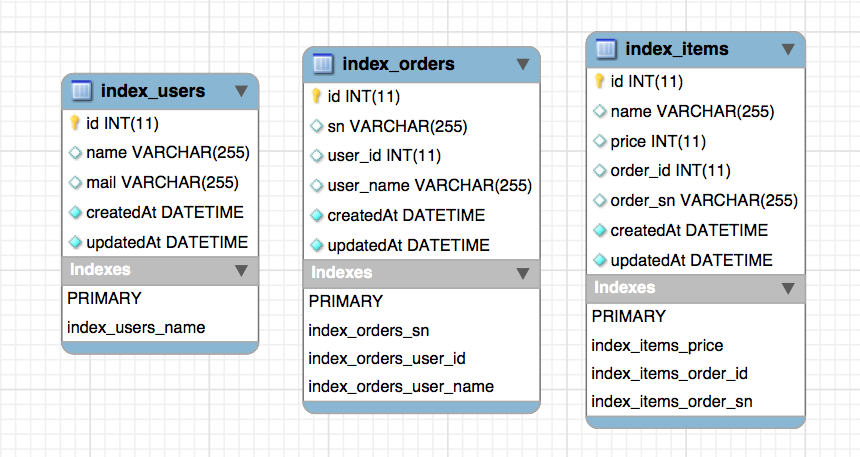 index_users
id INT(11)
name VARCHAR(255)
mail VARCHAR(255)
createdAt DATETIME
updatedAt DATETIME
Indexes
PRIMARY
index_users_name
index_orders
id INT(11)
sn VARCHAR(255)
user_id INT(11)
user_name VARCHAR(255)
createdAt DATETIME
updatedAt DATETIME
Indexes
PRIMARY
index_orders_sn
index_orders_user_id
index_orders_user_name
index_items
id INT(11)
name VARCHAR(255)
price INT(11)
order_id INT(11)
order_sn VARCHAR(255)
createdAt DATETIME
updatedAt DATETIME
Indexes
PRIMARY
index_items_price
index_items_order_id
index_items_order_sn